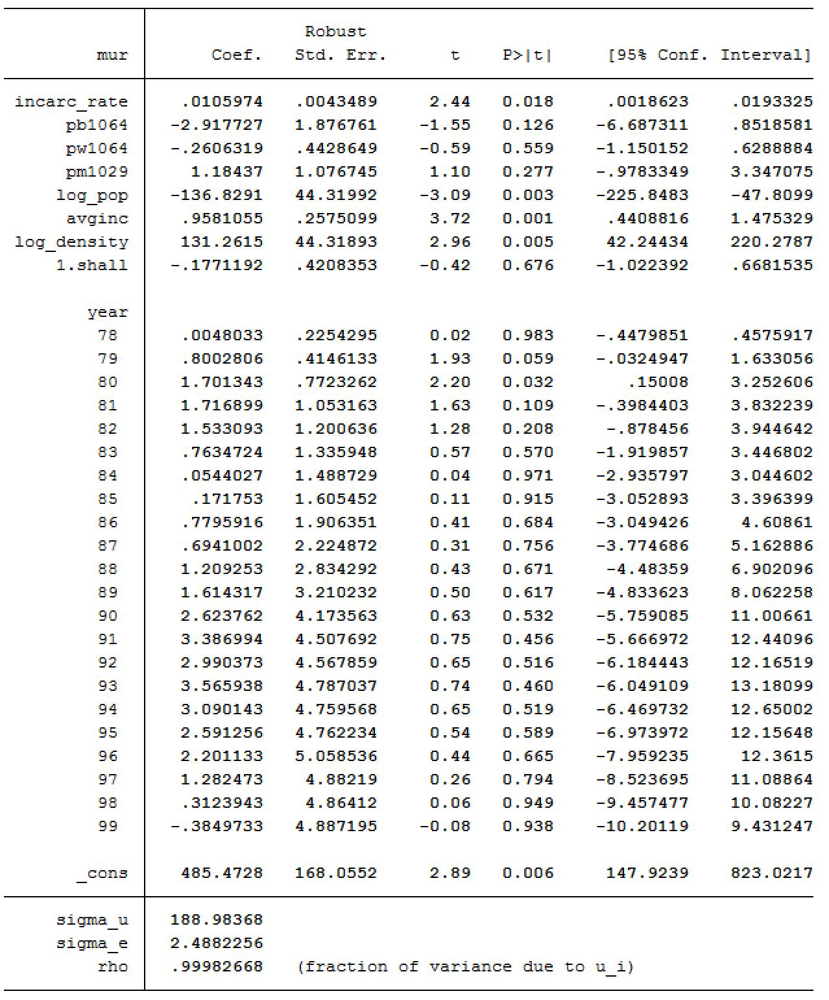 Robust
mur Coef. Std. Err. t P>|t| [95% Conf. Interval]
incarc_rate .0105974 .0043489 2.44 0.018 .0018623 .0193325
pb1064 -2.917727 1.876761 -1.55 0.126 -6.687311 .8518581
pw1064 -.2606319 .4428649 -0.59 0.559 -1.150152 .6288884
pm1029 1.18437 1.076745 1.10 0.277 -.9783349 3.347075
log_pop -136.8291 44.31992 -3.09 0.003 -225.8483 -47.8099
avginc .9581055 .2575099 3.72 0.001 .4408816 1.475329
log_density 131.2615 44.31893 2.96 0.005 42.24434 220.2787
1.shall -.1771192 .4208353 -0.42 0.676 -1.022392 .6681535
year
78 .0048033 .2254295 0.02 0.983 -.4479851 .4575917
79 .8002806 .4146133 1.93 0.059 -.0324947 1.633056
80 1.701343 .7723262 2.20 0.032 .15008 3.252606
81 1.716899 1.053163 1.63 0.109 -.3984403 3.832239
82 1.533093 1.200636 1.28 0.208 -.878456 3.944642
83 .7634724 1.335948 0.57 0.570 -1.919857 3.446802
84 .0544027 1.488729 0.04 0.971 -2.935797 3.044602
85 .171753 1.605452 0.11 0.915 -3.052893 3.396399
86 .7795916 1.906351 0.41 0.684 -3.049426 4.60861
87 .6941002 2.224872 0.31 0.756 -3.774686 5.162886
88 1.209253 2.834292 0.43 0.671 -4.48359 6.902096
89 1.614317 3.210232 0.50 0.617 -4.833623 8.062258
90 2.623762 4.173563 0.63 0.532 -5.759085 11.00661
91 3.386994 4.507692 0.75 0.456 -5.666972 12.44096
92 2.990373 4.567859 0.65 0.516 -6.184443 12.16519
93 3.565938 4.787037 0.74 0.460 -6.049109 13.18099
94 3.090143 4.759568 0.65 0.519 -6.469732 12.65002
95 2.591256 4.762234 0.54 0.589 -6.973972 12.15648
96 2.201133 5.058536 0.44 0.665 -7.959235 12.3615
97 1.282473 4.88219 0.26 0.794 -8.523695 11.08864
98 .3123943 4.86412 0.06 0.949 -9.457477 10.08227
99 -.3849733 4.887195 -0.08 0.938 -10.20119 9.431247
_cons 485.4728 168.0552 2.89 0.006 147.9239 823.0217
sigma_u 188.98368
sigma_e 2.4882256
rho .99982668 (fraction of variance due to u_i)